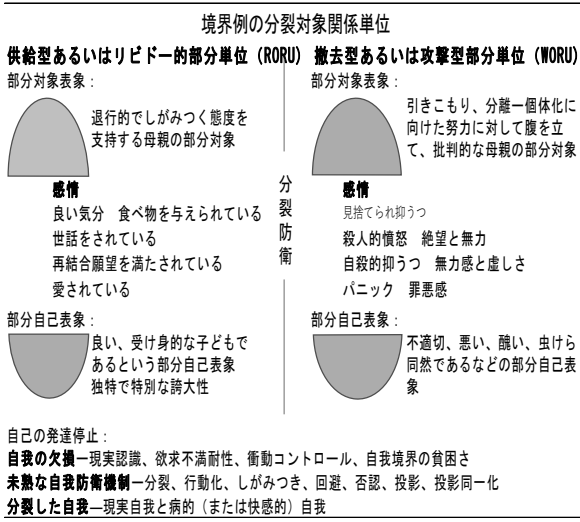 境界例の分裂対象関係単位
供給型あるいはリビドー的部分単位（RORU）
部分対象表象：
退行的でしがみつく態度を
支持する母親の部分対象
感情
良い気分　食べ物を与えられている
世話をされている
再結合願望を満たされている
愛されている
部分自己表象：
良い、受け身的な子どもで
あるという部分自己表象
独特で特別な誇大性
分裂防衛
撤去型あるいは攻撃型部分単位（WORU）
部分対象表象：
引きこもり、分離ー個体化に
向けた努力に対して腹を立
て、批判的な母親の部分対象
感情
見捨てられ抑うつ
殺人的憤怒　絶望と無力
自殺的抑うつ　無力感と虚しさ
パニック　罪悪感
部分自己表象：
不適切、悪い、醜い、虫けら
同然であるなどの部分自己表
象
自己の発達停止：
自我の欠損ー現実認識、欲求不満耐性、衝動コントロール、自我境界の貧困さ
未熟な自我防衛機制ー分裂、行動化、しがみつき、回避、否認、投影、投影同一化
分裂した自我—現実自我と病的（または快感的）自我